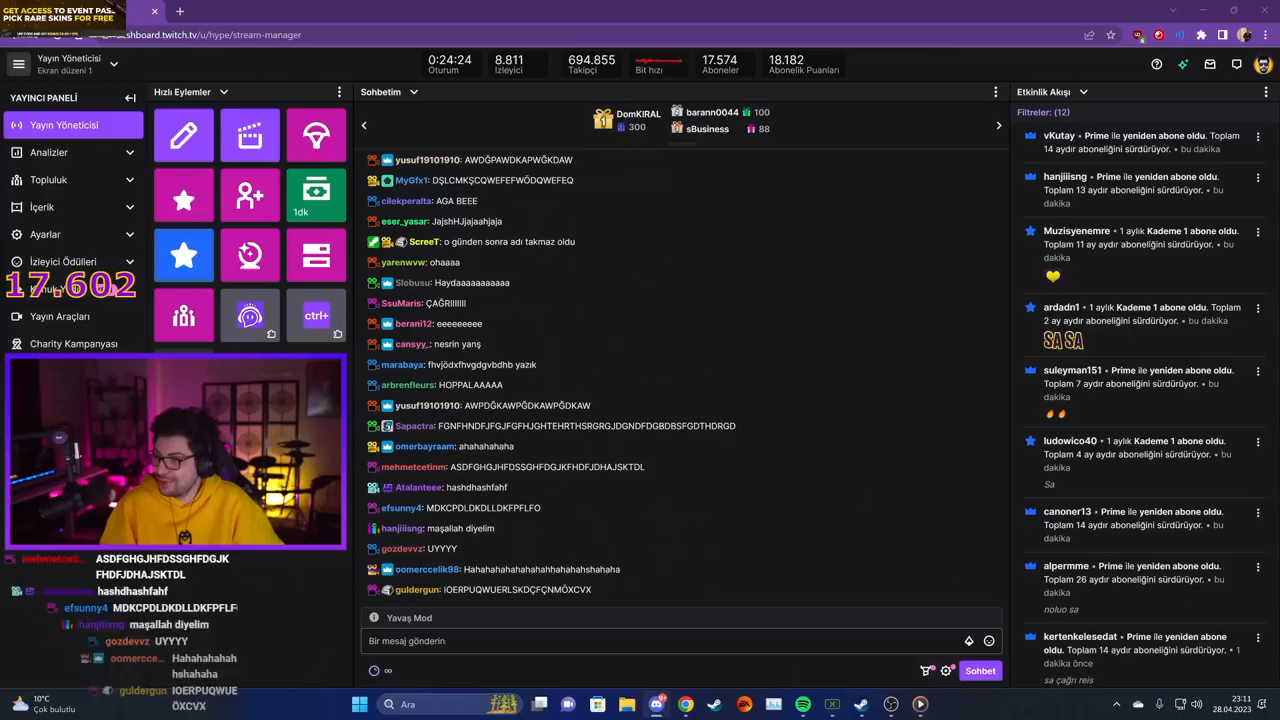 GET ACCESS TO EVENT PASS
PICK RARE SKINS FOR FREE
shboard.twitch.tv/u/hype/stream-manager
Yayın Yöneticisi
Ekran düzeni 1
0:24:24
Oturum
8.811
İzleyici
694.855
Takipçi
Bit hızı
17.574
Aboneler
18.182
Abonelik Puanları
YAYINCI PANELİ
Yayın Yöneticisi
Analizler
Topluluk
İçerik
Ayarlar
İzleyici Ödülleri
17.602
Yayın Araçları
Charity Kampanyası
Hızlı Eylemler
1dk
ctrl+
Sohbetim
1
DomKIRAL
300
barann0044 100
sBusiness 88
yusuf19101910: AWDĞPAWDKAPWĞKDAW
MyGfx1: DŞLCMKŞCQWEFEFWÖDQWEFEQ
cilekperalta: AGA BEEE
eser_yasar: JajshHJjajaahjaja
ScreeT: o günden sonra adı takmaz oldu
yarenwvw: ohaaaa
Slobusu: Haydaaaaaaaaaa
SsuMaris: ÇAĞRIIIIIII
berani12: eeeeeeeee
cansyy_: nesrin yanş
marabaya: fhvjödxfhvgdgvbdhb yazık
arbrenfleurs: HOPPALAAAAA
yusuf19101910: AWPDĞKAWPĞDKAWPĞDKAW
Sapactra: FGNFHNDFJFGJFGFHJGHTEHRTHSRGRGJDGNDFDGBDBSFGDTHDRGD
omerbayraam: ahahahahaha
mehmetcetinm: ASDFGHGJHFDSSGHFDGJKFHDFJDHAJSKTDL
Atalanteee: hashdhashfahf
efsunny4: MDKCPDLDKDLLDKFPFLFO
hanjiiisng: maşallah diyelim
gozdevvz: UYYYY
oomerccelik98: Hahahahahahahahhahahahshahaha
guldergun: IOERPUQWUERLSKDÇFÇNMÖXCVX
Yavaş Mod
Bir mesaj gönderin
Sohbet
Etkinlik Akışı
Filtreler: (12)
vKutay • Prime ile yeniden abone oldu. Toplam
14 aydır aboneliğini sürdürüyor. • bu dakika
hanjiiisng • Prime ile yeniden abone oldu.
Toplam 13 aydır aboneliğini sürdürüyor. • bu
dakika
Muzisyenemre • 1 aylık Kademe 1 abone oldu.
Toplam 11 ay aydır aboneliğini sürdürüyor. • bu
dakika
ardadn1 • 1 aylık Kademe 1 abone oldu. Toplam
2 ay aydır aboneliğini sürdürüyor. • bu dakika
SA SA
suleyman151 • Prime ile yeniden abone oldu.
Toplam 7 aydır aboneliğini sürdürüyor. • bu
dakika
ludowico40 • 1 aylık Kademe 1 abone oldu.
Toplam 4 ay aydır aboneliğini sürdürüyor. • bu
dakika
Sa
canoner13 • Prime ile yeniden abone oldu.
Toplam 14 aydır aboneliğini sürdürüyor. • bu
dakika
alpermme • Prime ile yeniden abone oldu.
Toplam 26 aydır aboneliğini sürdürüyor. • bu
dakika
noluo sa
kertenkelesedat • Prime ile yeniden abone
oldu. Toplam 14 aydır aboneliğini sürdürüyor. • 1
dakika önce
sa çağrı reis
mehmetceti... ASDFGHGJHFDSSGHFDGJK
FHDFJDHAJSKTDL
hashdhashfahf
efsunny4 MDKCPDLDKDLLDKFPFLF
hanjiisng maşallah diyelim
gozdevvz UYYYY
oomercce... Hahahahahahahah
hshahaha
guldergun IOERPUQWUE
ÖXCVX
10°C
Çok bulutlu
Ara
23:11
28.04.2023